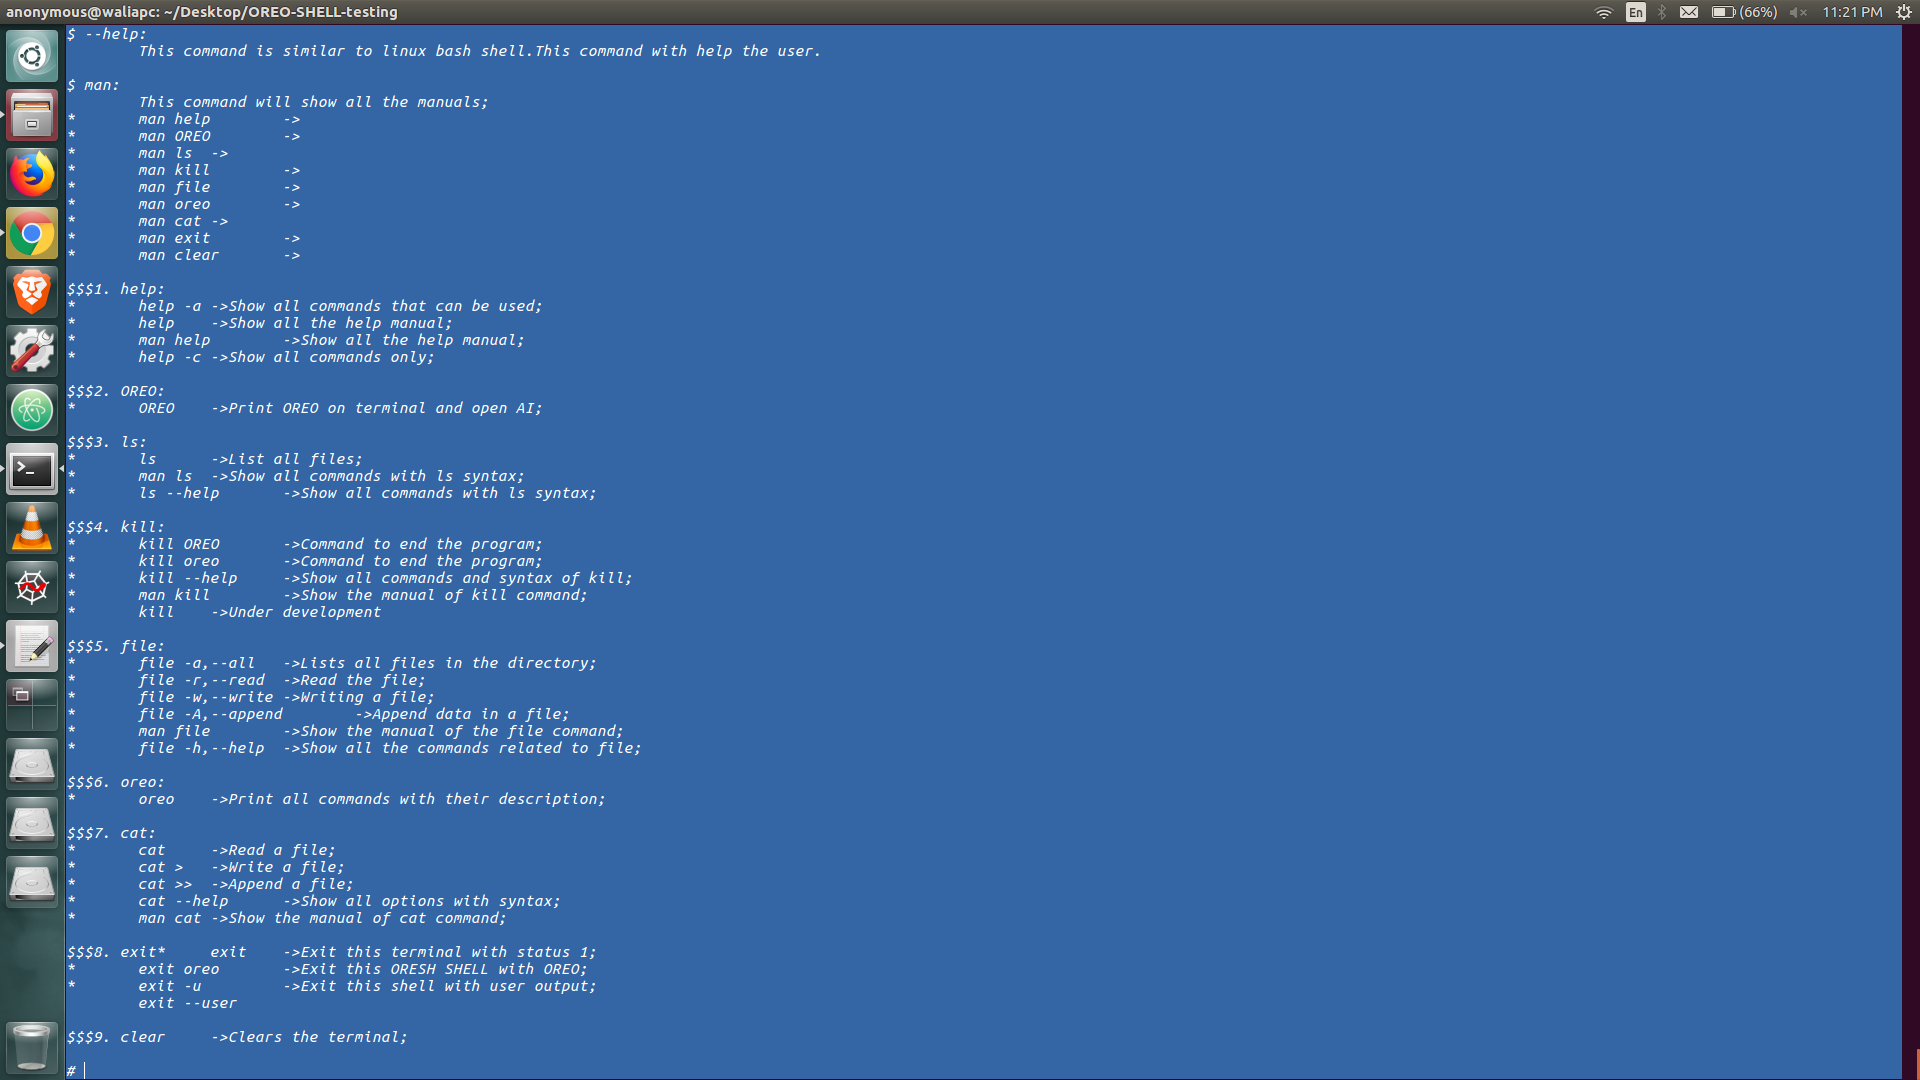 anonymous@waliapc: ~/Desktop/OREO-SHELL-testing
En (66%) 11:21 PM
$ --help:
This command is similar to linux bash shell.This command with help the user.
$ man:
This command will show all the manuals;
* man help ->
* man OREO ->
* man ls ->
* man kill ->
* man file ->
* man oreo ->
* man cat ->
* man exit ->
* man clear ->
$$$1. help:
* help -a ->Show all commands that can be used;
* help ->Show all the help manual;
* man help ->Show all the help manual;
* help -c ->Show all commands only;
$$$2. OREO:
* OREO ->Print OREO on terminal and open AI;
$$$3. ls:
* ls ->List all files;
* man ls ->Show all commands with ls syntax;
* ls --help ->Show all commands with ls syntax;
$$$4. kill:
* kill OREO ->Command to end the program;
* kill oreo ->Command to end the program;
* kill --help ->Show all commands and syntax of kill;
* man kill ->Show the manual of kill command;
* kill ->Under development
$$$5. file:
* file -a,--all ->Lists all files in the directory;
* file -r,--read ->Read the file;
* file -w,--write ->Writing a file;
* file -A,--append ->Append data in a file;
* man file ->Show the manual of the file command;
* file -h,--help ->Show all the commands related to file;
$$$6. oreo:
* oreo ->Print all commands with their description;
$$$7. cat:
* cat ->Read a file;
* cat > ->Write a file;
* cat >> ->Append a file;
* cat --help ->Show all options with syntax;
* man cat ->Show the manual of cat command;
$$$8. exit* exit ->Exit this terminal with status 1;
* exit oreo ->Exit this ORESH SHELL with OREO;
* exit -u ->Exit this shell with user output;
exit --user
$$$9. clear ->Clears the terminal;
#